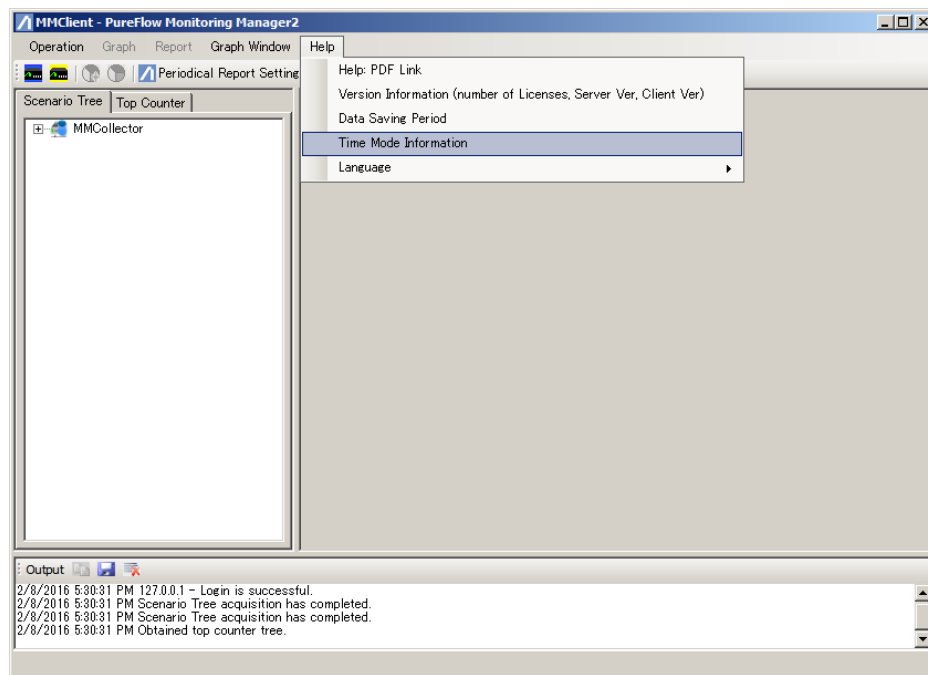 MMClient - PureFlow Monitoring Manager2
Operation Graph Report Graph Window Help
Periodical Report Setting
Help: PDF Link
Version Information (number of Licenses, Server Ver, Client Ver)
Data Saving Period
Time Mode Information
Language
Scenario Tree Top Counter
MMCollector
Output
2/8/2016 5:30:31 PM 127.0.0.1 - Login is successful.
2/8/2016 5:30:31 PM Scenario Tree acquisition has completed.
2/8/2016 5:30:31 PM Scenario Tree acquisition has completed.
2/8/2016 5:30:31 PM Obtained top counter tree.